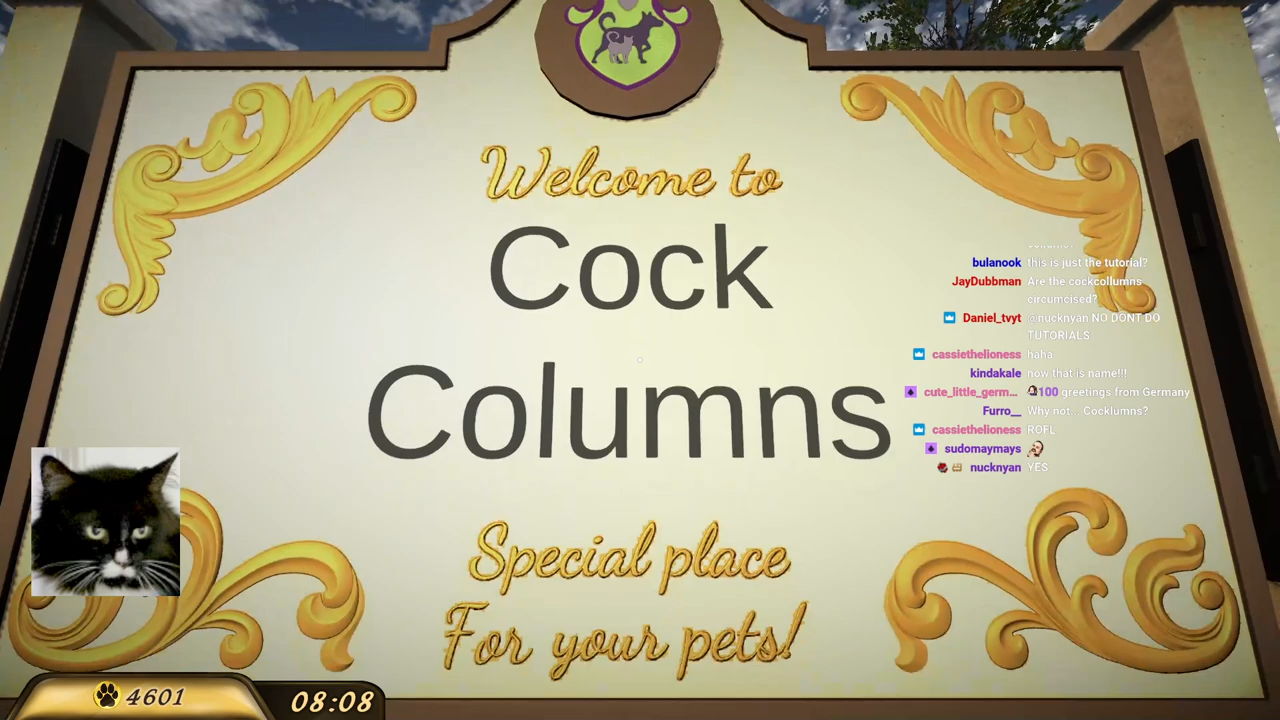 Welcome to
Cock
Columns
Special place
For your pets!
bulanook this is just the tutorial?
JayDubbman Are the cockcollumns
circumcised?
Daniel_tvyt @nucknyan NO DONT DO
TUTORIALS
cassiethelioness haha
kindakale now that is name!!!
cute_little_germ... 100 greetings from Germany
Furro__ Why not... Cocklumns?
cassiethelioness ROFL
sudomaymays
nucknyan YES
4601
08:08